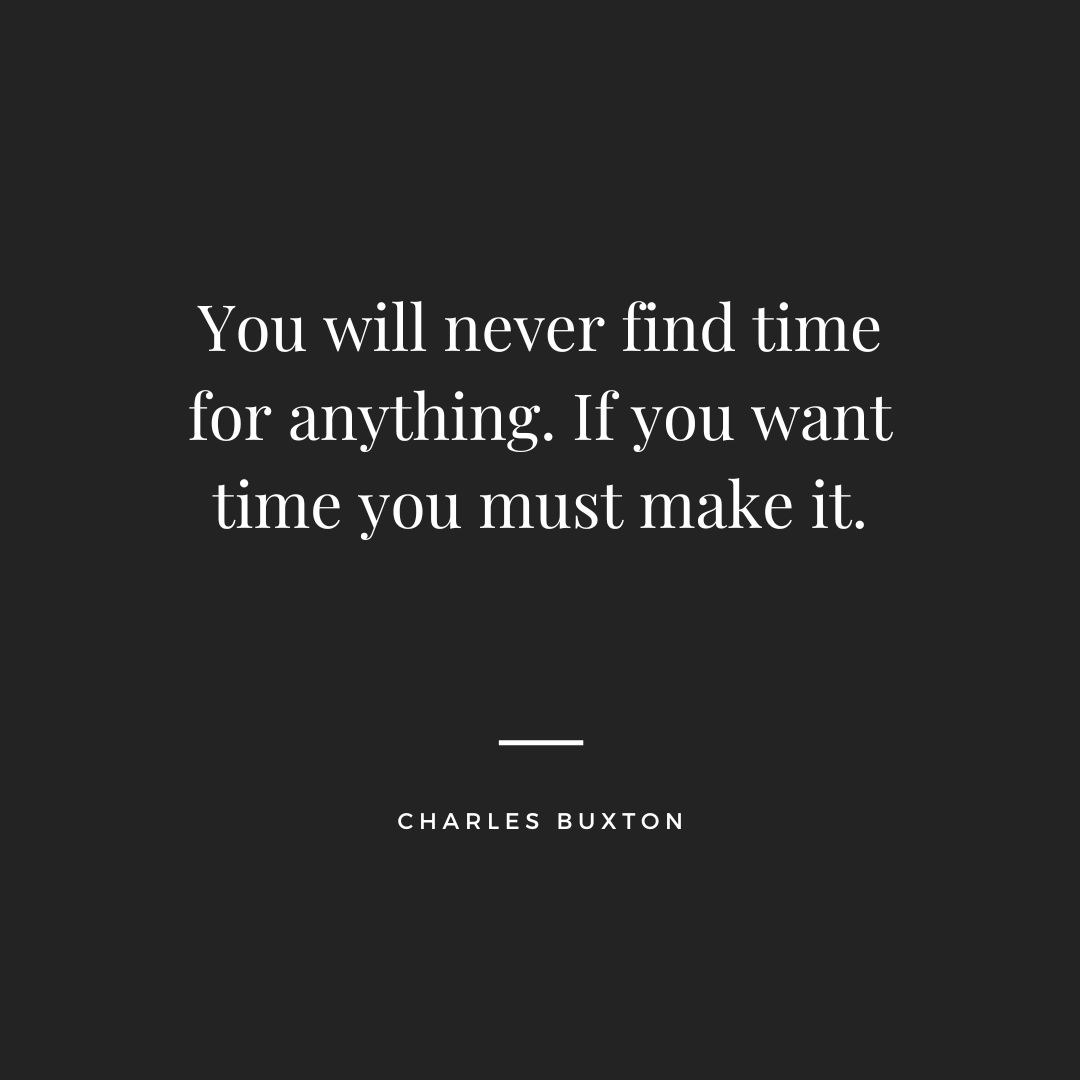 You will never find time
for anything. If you want
time you must make it.
CHARLES BUXTON